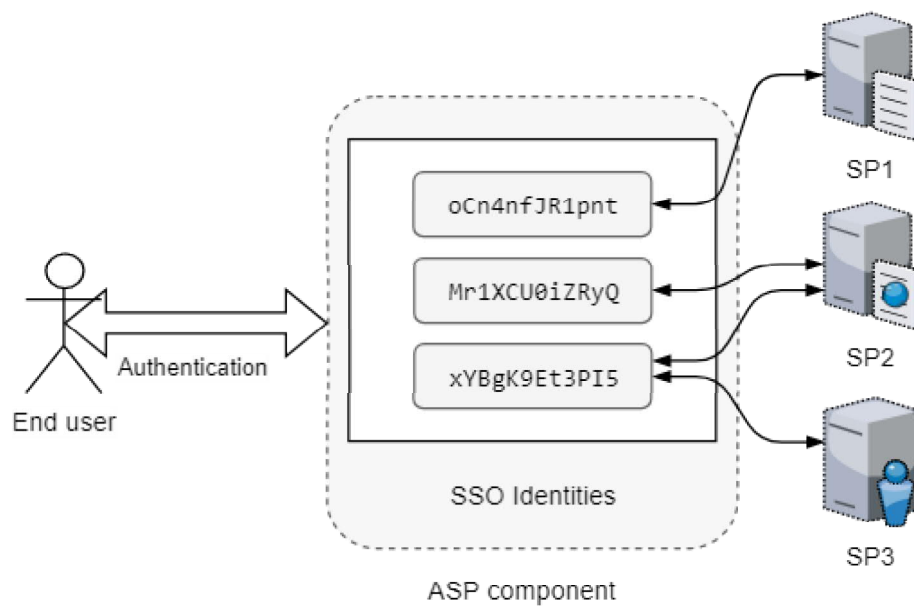 SP1
oCn4nfJR1pnt
Mr1XCU0iZRyQ
SP2
Authentication
xYBgK9Et3PI5
End user
SSO Identities
SP3
ASP component